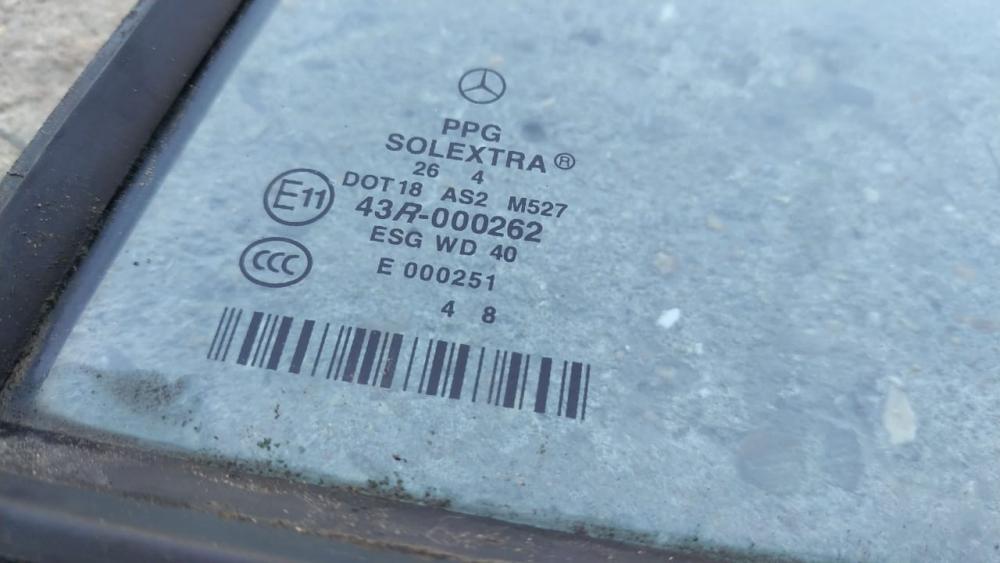 PPG
SOLEXTRA®
26 4
DOT18 AS2 M527
E11 43R-000262
ESG WD 40
CCC
E 000251
4 8